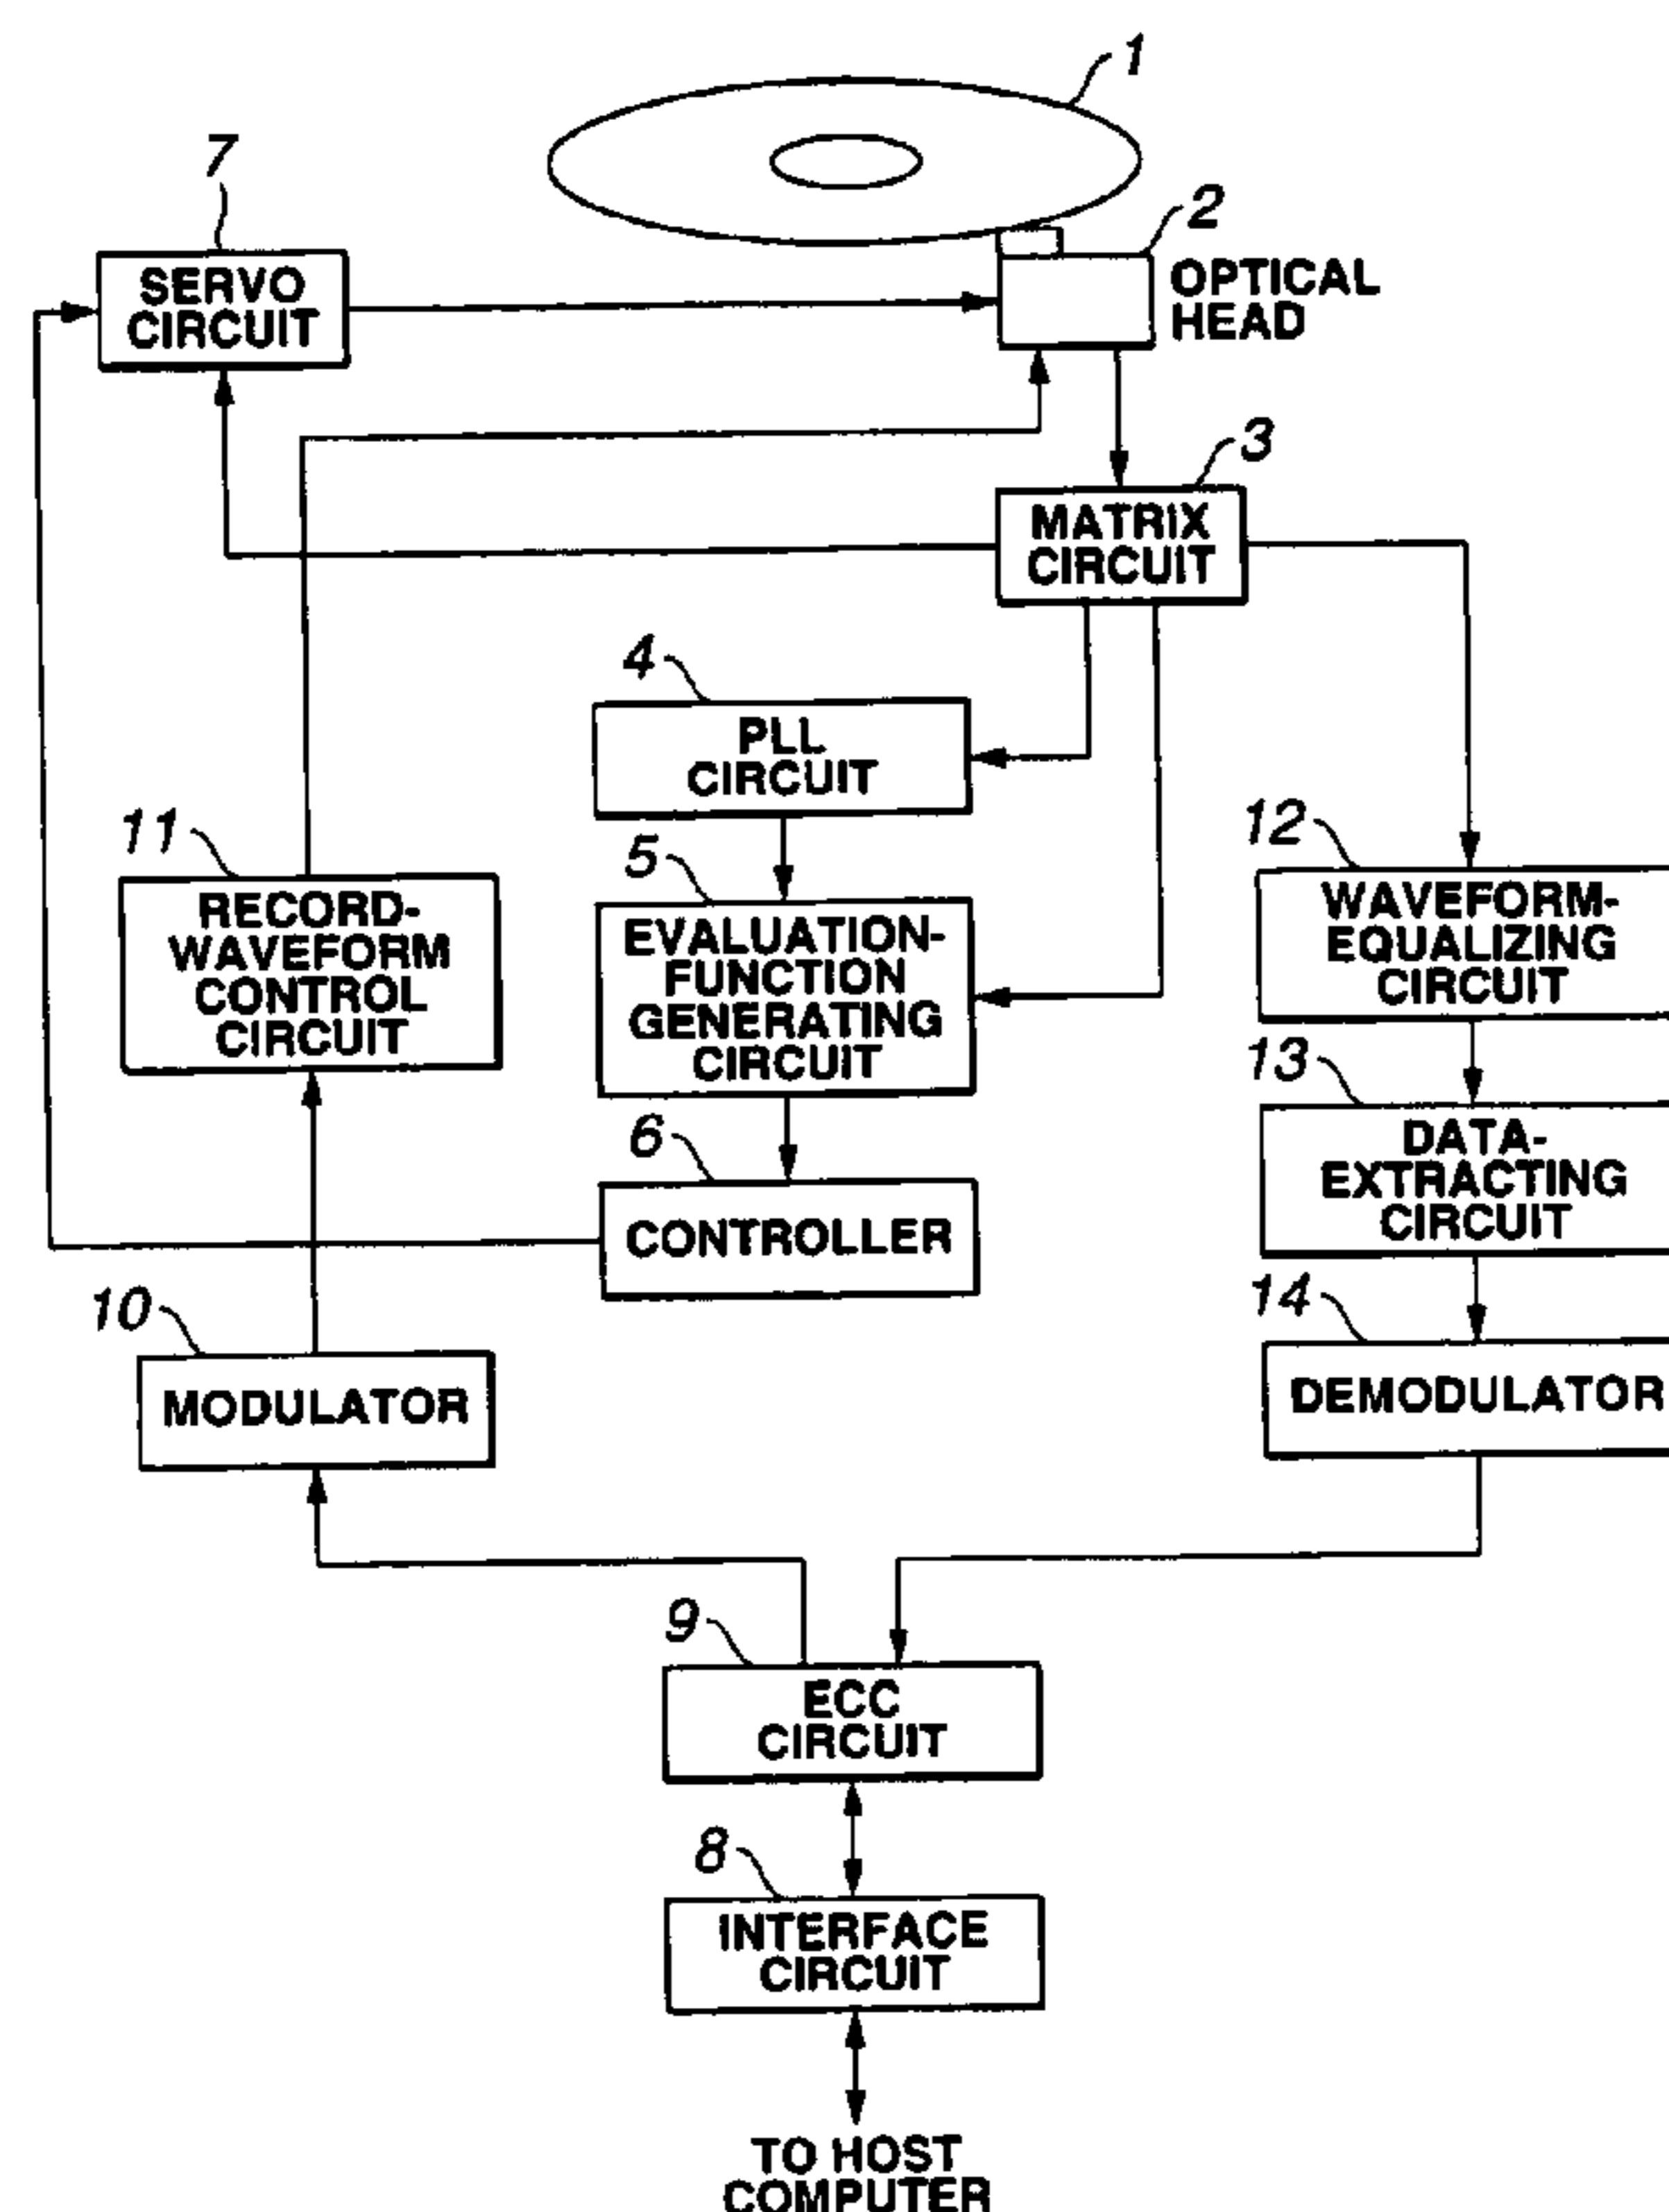 1
7
2
SERVO
CIRCUIT
OPTICAL
HEAD
3
MATRIX
CIRCUIT
4
PLL
CIRCUIT
11
5
12
RECORD-
WAVEFORM
CONTROL
CIRCUIT
EVALUATION-
FUNCTION
GENERATING
CIRCUIT
WAVEFORM-
EQUALIZING
CIRCUIT
13
6
DATA-
EXTRACTING
CIRCUIT
CONTROLLER
10
14
MODULATOR
DEMODULATOR
9
ECC
CIRCUIT
8
INTERFACE
CIRCUIT
TO HOST
COMPUTER